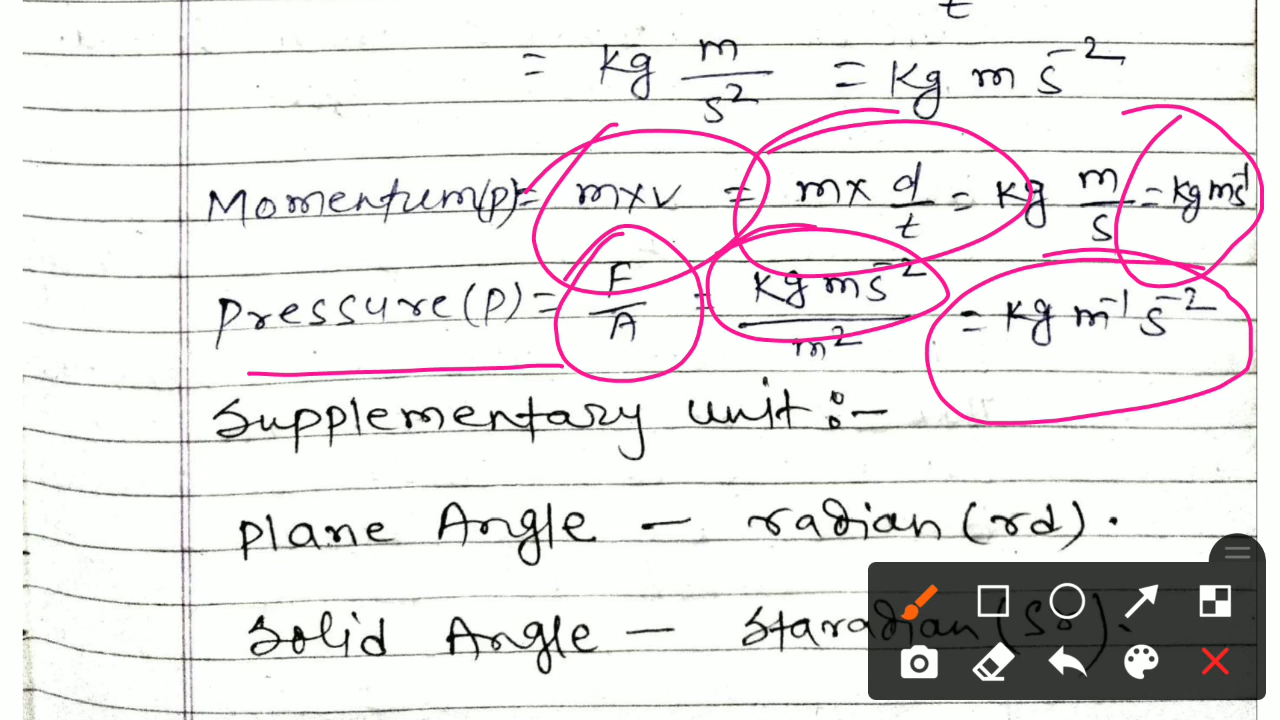 t
= kg m/s² = kg m s⁻²
Momentum(p) = m×v = m× d/t = kg m/s = kg ms⁻¹
Pressure(p) = F/A = kg ms⁻²/m² = kg m⁻¹ s⁻²
Supplementary unit :-
Plane Angle - radian (rd).
Solid Angle - Staradian (Sr).